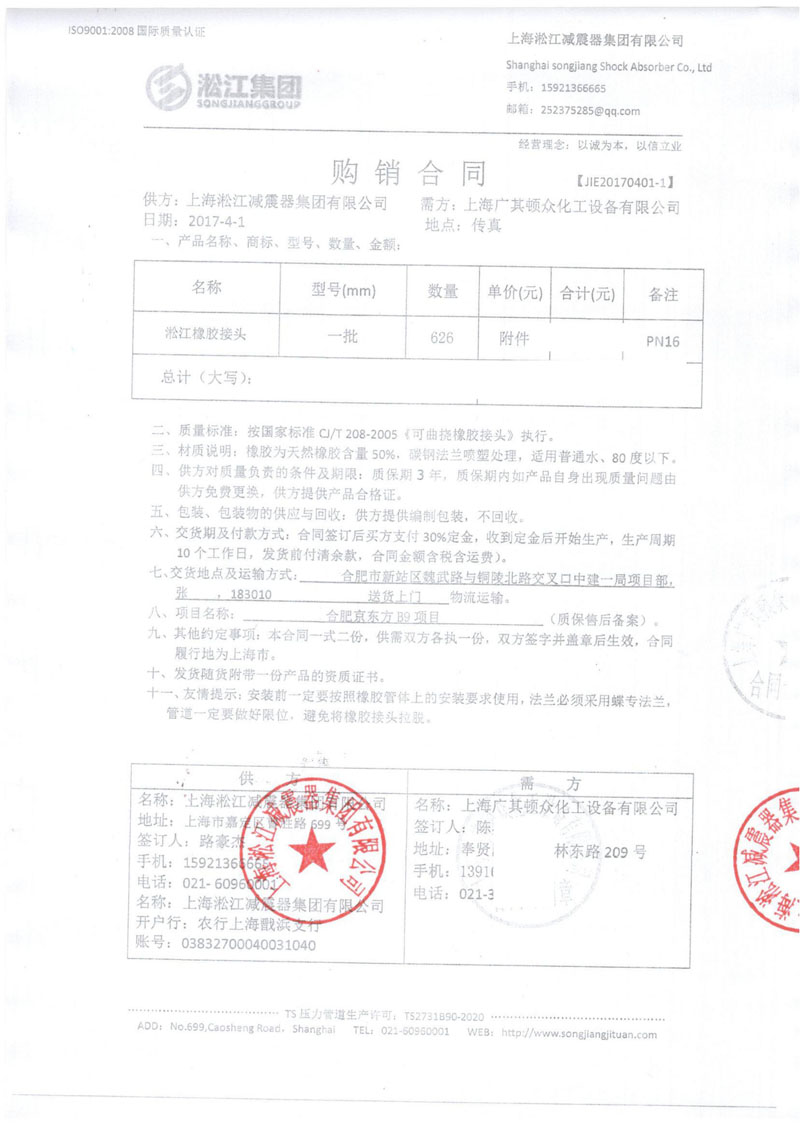 ISO9001:2008 国际质量认证
上海淞江减震器集团有限公司
Shanghai songjiang Shock Absorber Co., Ltd
手机：15921366665
邮箱：252375285@qq.com
淞江集团
SONGJIANGGROUP
经营理念：以诚为本，以信立业
购销合同
【JIE20170401-1】
供方：上海淞江减震器集团有限公司 需方：上海广其顿众化工设备有限公司
日期：2017-4-1 地点：传真
一、产品名称、商标、型号、数量、金额：
名称 型号(mm) 数量 单价(元) 合计(元) 备注
淞江橡胶接头 一批 626 附件 PN16
总计（大写）：
二、质量标准：按国家标准 CJ/T 208-2005《可曲挠橡胶接头》执行。
三、材质说明：橡胶为天然橡胶含量 50%，碳钢法兰喷塑处理，适用普通水、80 度以下。
四、供方对质量负责的条件及期限：质保期 3 年，质保期内如产品自身出现质量问题由
供方免费更换，供方提供产品合格证。
五、包装、包装物的供应与回收：供方提供编制包装，不回收。
六、交货期及付款方式：合同签订后买方支付 30%定金，收到定金后开始生产，生产周期
10 个工作日，发货前付清余款，合同金额含税含运费）。
七、交货地点及运输方式： 合肥市新站区魏武路与铜陵北路交叉口中建一局项目部，
张 ，183010 送货上门 物流运输。
八、项目名称： 合肥京东方 B9 项目 （质保售后备案）。
九、其他约定事项：本合同一式二份，供需双方各执一份，双方签字并盖章后生效，合同
履行地为上海市。
十、发货随货附带一份产品的资质证书。
十一、友情提示：安装前一定要按照橡胶管体上的安装要求使用，法兰必须采用蝶专法兰，
管道一定要做好限位，避免将橡胶接头拉脱。
合同
供方
名称：上海淞江减震器集团有限公司
地址：上海市嘉定区 路 699 号
签订人：路豪杰
手机：15921366665
电话：021- 60960001
名称：上海淞江减震器集团有限公司
开户行：农行上海戬浜支行
账号：03832700040031040
上海淞江减震器集团有限公司
需方
名称：上海广其顿众化工设备有限公司
签订人：陈
地址：奉贤 林东路 209 号
手机：13916
电话：021-3
TS 压力管道生产许可：TS2731B90-2020
ADD：No.699,Caosheng Road，Shanghai TEL：021-60960001 WEB：http://www.songjiangjituan.com